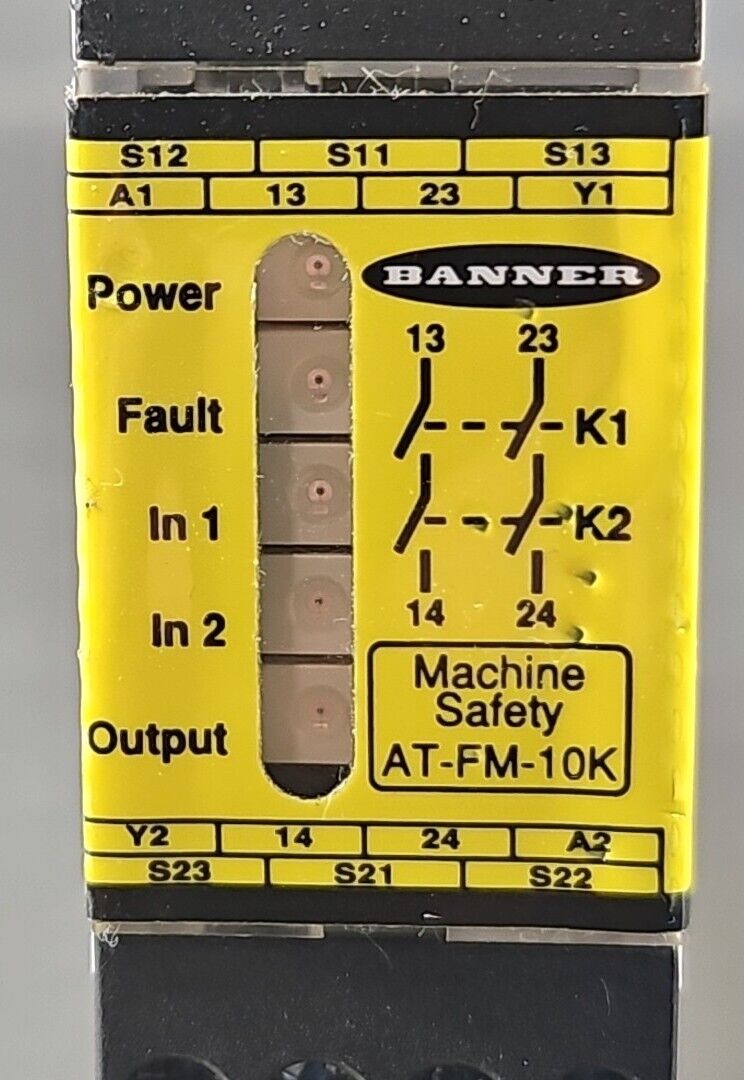 S12 S11 S13
A1 13 23 Y1
Power
BANNER
13 23
Fault
K1
In 1
K2
In 2
14 24
Machine
Safety
AT-FM-10K
Output
Y2 14 24 A2
S23 S21 S22